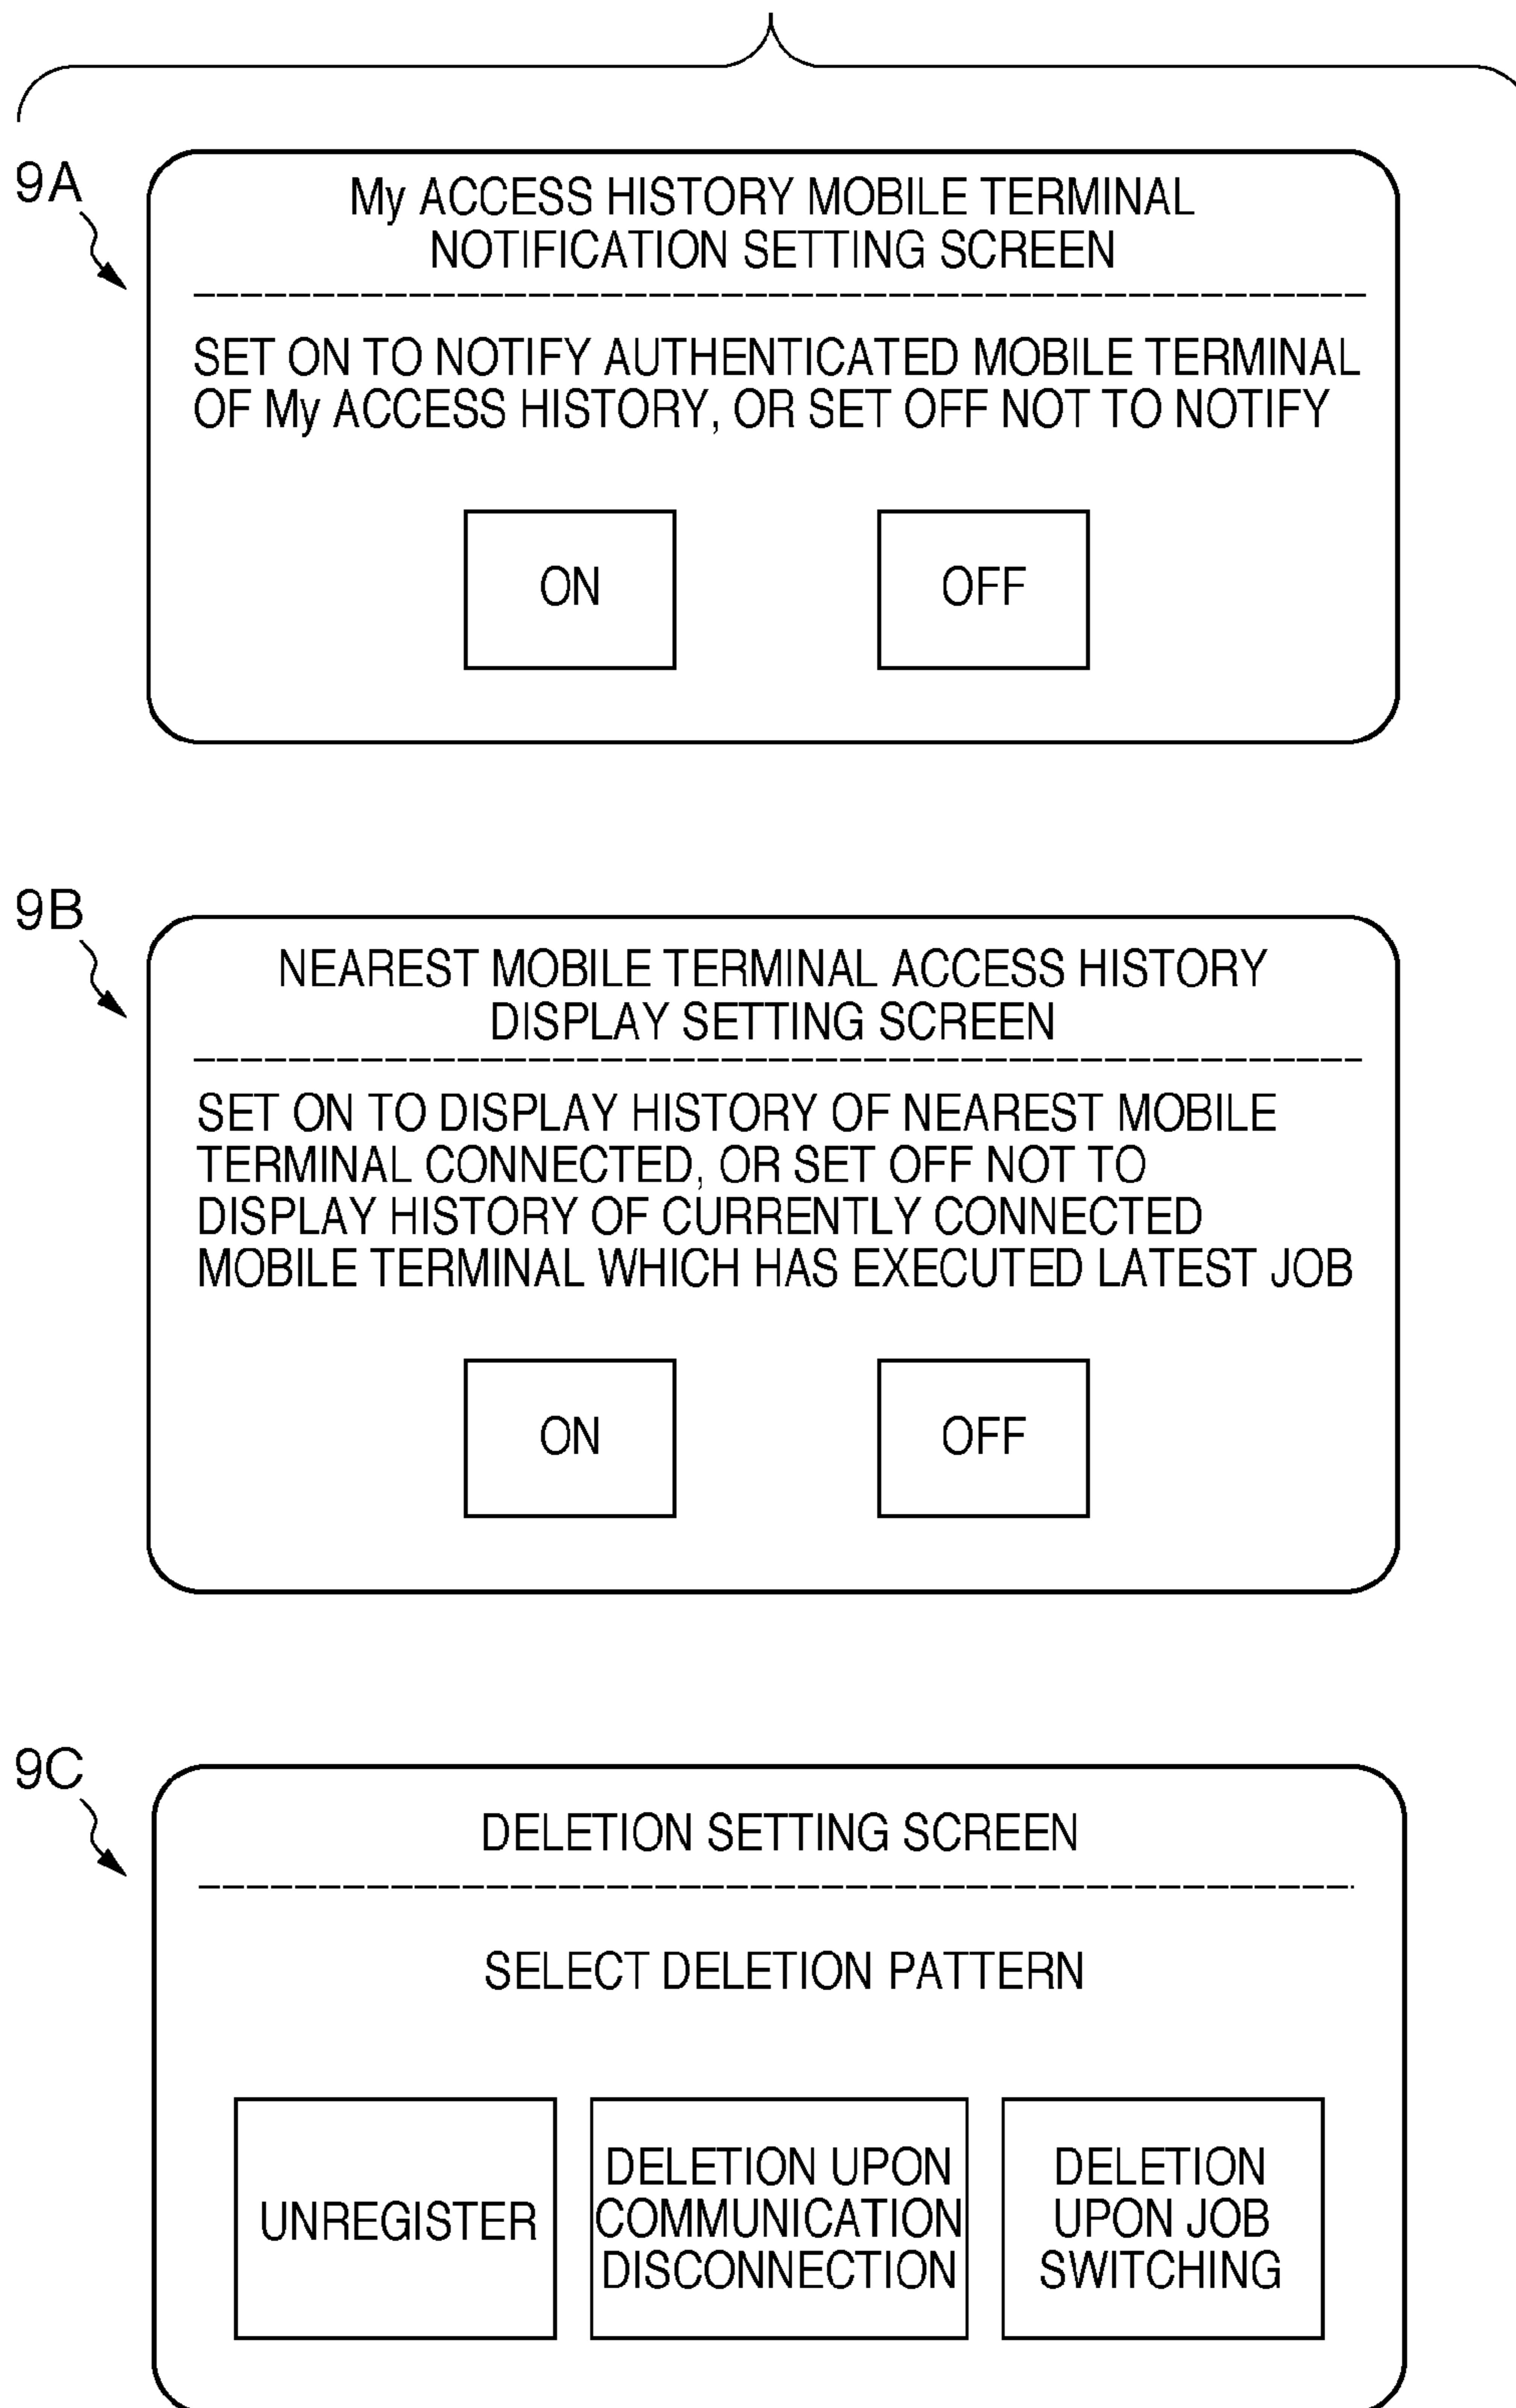 9A
My ACCESS HISTORY MOBILE TERMINAL
NOTIFICATION SETTING SCREEN
SET ON TO NOTIFY AUTHENTICATED MOBILE TERMINAL
OF My ACCESS HISTORY, OR SET OFF NOT TO NOTIFY
ON
OFF
9B
NEAREST MOBILE TERMINAL ACCESS HISTORY
DISPLAY SETTING SCREEN
SET ON TO DISPLAY HISTORY OF NEAREST MOBILE
TERMINAL CONNECTED, OR SET OFF NOT TO
DISPLAY HISTORY OF CURRENTLY CONNECTED
MOBILE TERMINAL WHICH HAS EXECUTED LATEST JOB
ON
OFF
9C
DELETION SETTING SCREEN
SELECT DELETION PATTERN
UNREGISTER
DELETION UPON
COMMUNICATION
DISCONNECTION
DELETION
UPON JOB
SWITCHING